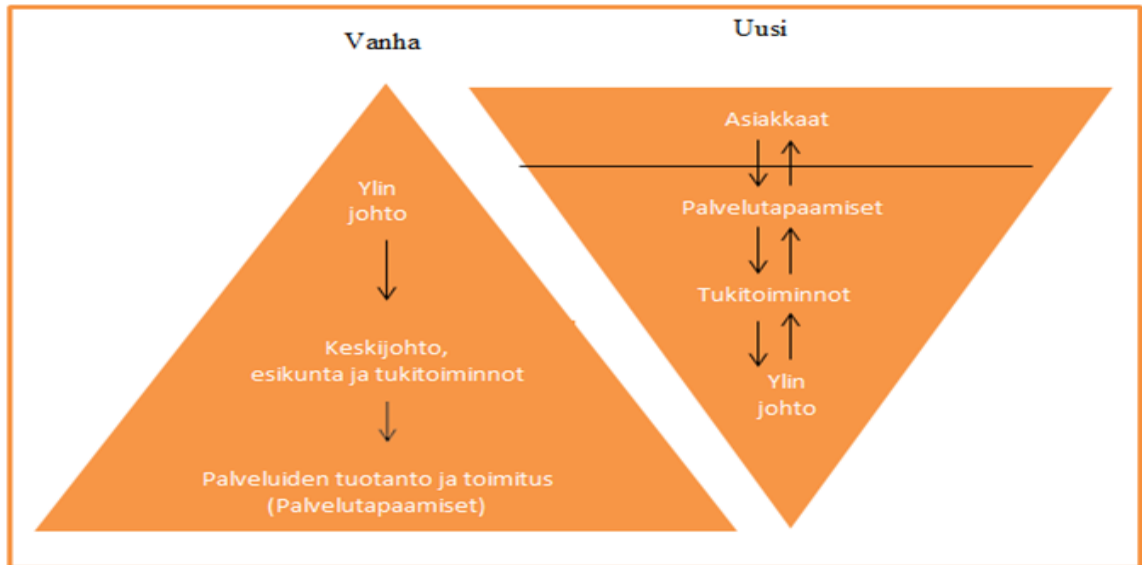 Vanha
Ylin
johto
Keskijohto,
esikunta ja tukitoiminnot
Palveluiden tuotanto ja toimitus
(Palvelutapaamiset)
Uusi
Asiakkaat
Palvelutapaamiset
Tukitoiminnot
Ylin
johto